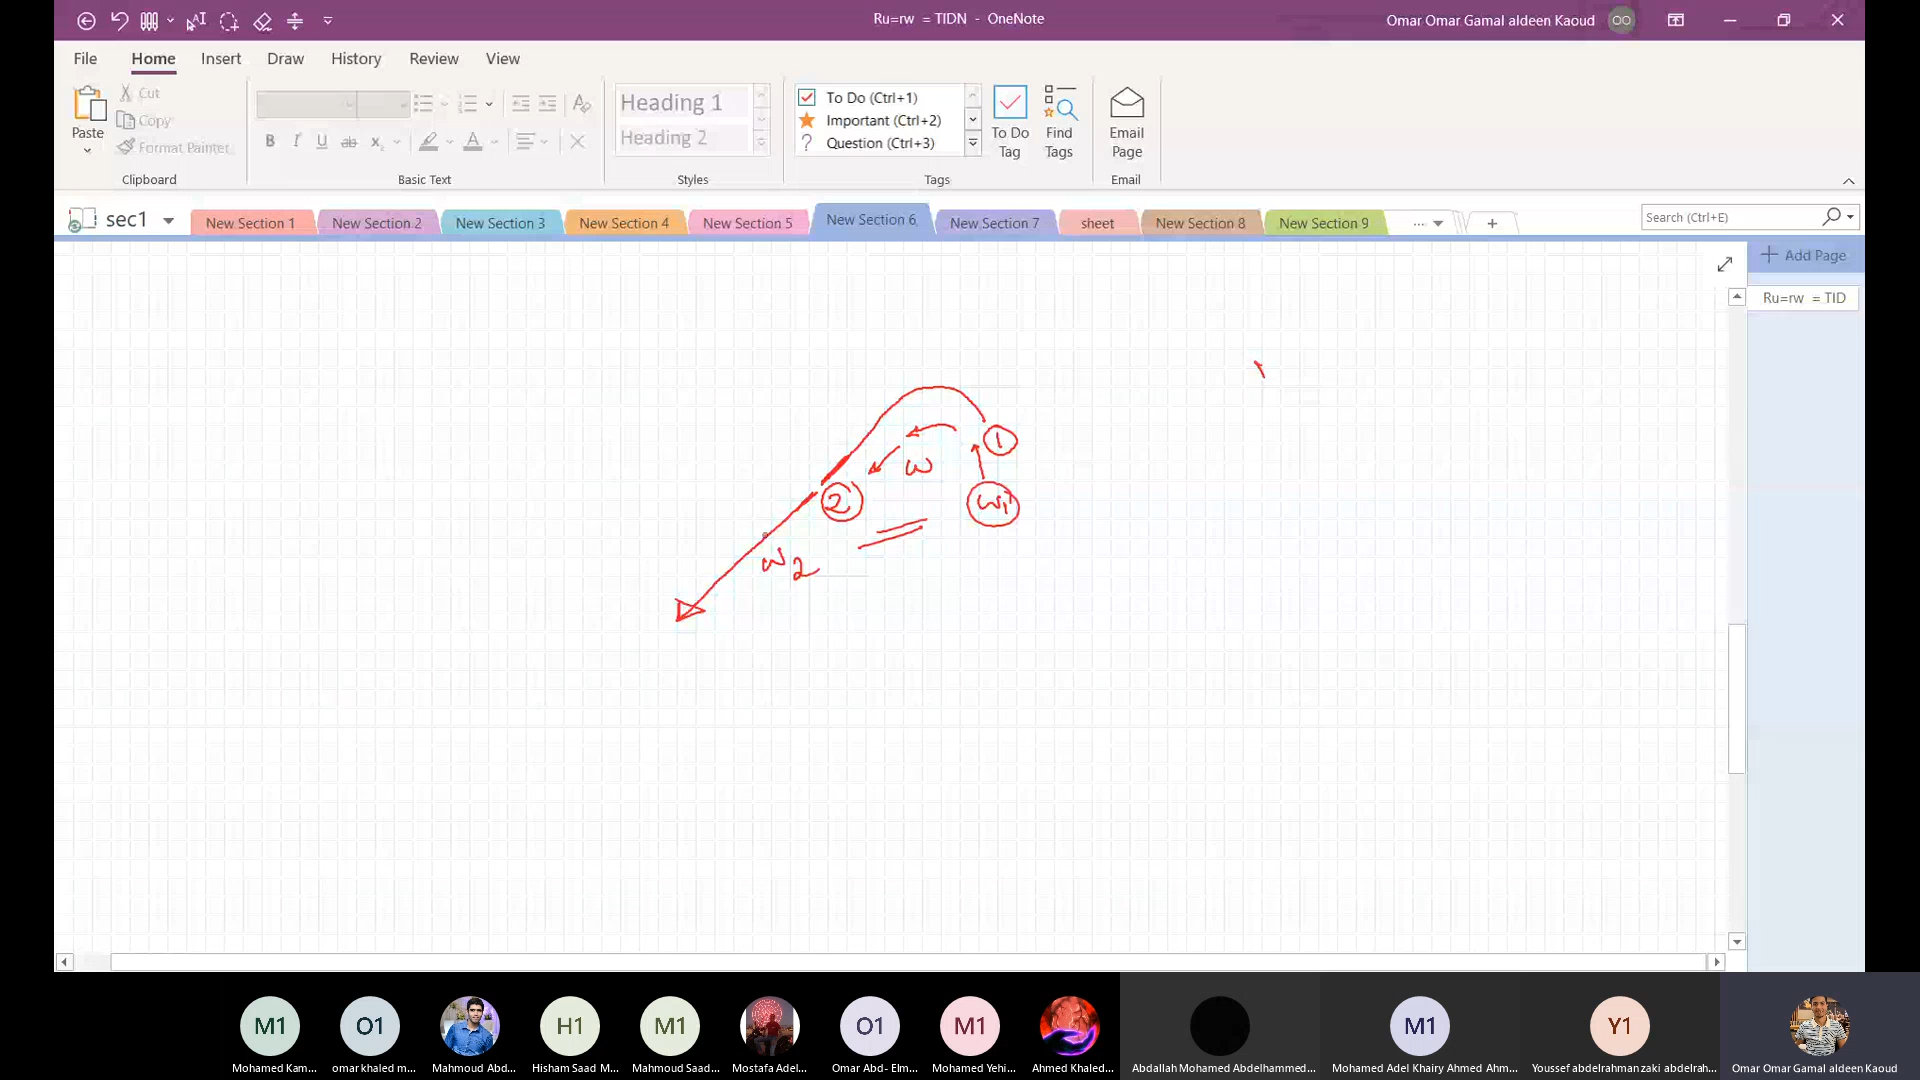 Ru=rw = TIDN - OneNote
Omar Omar Gamal aldeen Kaoud
OO
File
Home
Insert
Draw
History
Review
View
Paste
Cut
Copy
Format Painter
Clipboard
B I U ab x
A
Basic Text
Heading 1
Heading 2
Styles
To Do (Ctrl+1)
Important (Ctrl+2)
Question (Ctrl+3)
To Do Tag
Find Tags
Tags
Email Page
Email
sec1
New Section 1
New Section 2
New Section 3
New Section 4
New Section 5
New Section 6
New Section 7
sheet
New Section 8
New Section 9
...
Search (Ctrl+E)
Add Page
Ru=rw = TID
1
w
2
w1
w2
M1
O1
H1
M1
O1
M1
M1
Y1
Mohamed Kam...
omar khaled m...
Mahmoud Abd...
Hisham Saad M...
Mahmoud Saad...
Mostafa Adel...
Omar Abd- Elm...
Mohamed Yehi...
Ahmed Khaled...
Abdallah Mohamed Abdelhammed...
Mohamed Adel Khairy Ahmed Ahm...
Youssef abdelrahman zaki abdelrah...
Omar Omar Gamal aldeen Kaoud